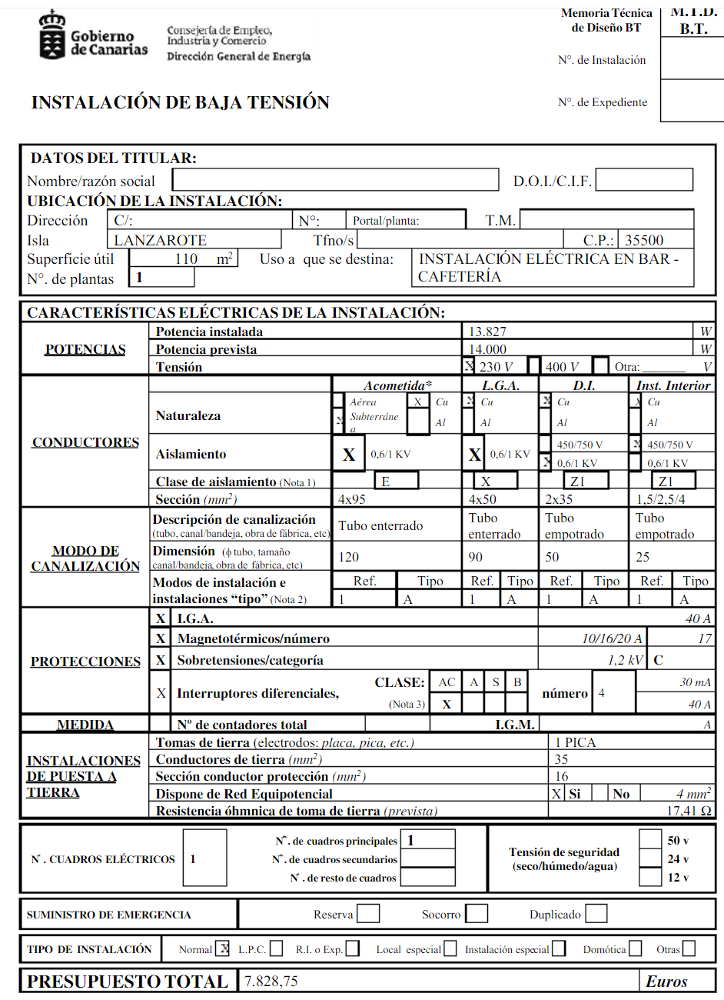 Gobierno
de Canarias
Consejería de Empleo,
Industria y Comercio
Dirección General de Energía
Memoria Técnica
de Diseño BT
M.T.D.
B.T.
N°. de Instalación
N°. de Expediente
INSTALACIÓN DE BAJA TENSIÓN
DATOS DEL TITULAR:
Nombre/razón social D.O.I./C.I.F.
UBICACIÓN DE LA INSTALACIÓN:
Dirección C/: N°: Portal/planta: T.M.
Isla LANZAROTE Tfno/s C.P.: 35500
Superficie útil 110 m² Uso a que se destina: INSTALACIÓN ELÉCTRICA EN BAR -
CAFETERÍA
N°. de plantas 1
CARACTERÍSTICAS ELÉCTRICAS DE LA INSTALACIÓN:
POTENCIAS
Potencia instalada 13.827 W
Potencia prevista 14.000 W
Tensión X 230 V 400 V Otra: ______ V
CONDUCTORES
Acometida* L.G.A. D.I. Inst. Interior
Naturaleza
Aérea X Cu X Cu X Cu X Cu
X Subterráne
a
Al Al Al Al
Aislamiento X 0,6/1 KV X 0,6/1 KV
450/750 V X 450/750 V
X 0,6/1 KV 0,6/1 KV
Clase de aislamiento (Nota 1) E X Z1 Z1
Sección (mm²) 4x95 4x50 2x35 1,5/2,5/4
MODO DE
CANALIZACIÓN
Descripción de canalización
(tubo, canal/bandeja, obra de fábrica, etc)
Tubo enterrado
Tubo
enterrado
Tubo
empotrado
Tubo
empotrado
Dimensión (ϕ tubo, tamaño
canal/bandeja, obra de fábrica, etc)
120 90 50 25
Modos de instalación e
instalaciones “tipo” (Nota 2)
Ref. Tipo Ref. Tipo Ref. Tipo Ref. Tipo
1 A 1 A 1 A 1 A
PROTECCIONES
X I.G.A. 40 A
X Magnetotérmicos/número 10/16/20 A 17
X Sobretensiones/categoría 1,2 kV C
X Interruptores diferenciales,
CLASE: AC A S B
(Nota 3) X
número 4
30 mA
40 A
MEDIDA Nº de contadores total I.G.M. A
INSTALACIONES
DE PUESTA A
TIERRA
Tomas de tierra (electrodos: placa, pica, etc.) 1 PICA
Conductores de tierra (mm²) 35
Sección conductor protección (mm²) 16
Dispone de Red Equipotencial X Si No 4 mm²
Resistencia óhmnica de toma de tierra (prevista) 17,41 Ω
Nº. CUADROS ELÉCTRICOS 1
Nº. de cuadros principales 1
Nº. de cuadros secundarios
Nº. de resto de cuadros
Tensión de seguridad
(seco/húmedo/agua)
50 v
24 v
12 v
SUMINISTRO DE EMERGENCIA Reserva Socorro Duplicado
TIPO DE INSTALACIÓN Normal X L.P.C. R.I. o Exp. Local especial Instalación especial Domótica Otras
PRESUPUESTO TOTAL 7.828,75 Euros